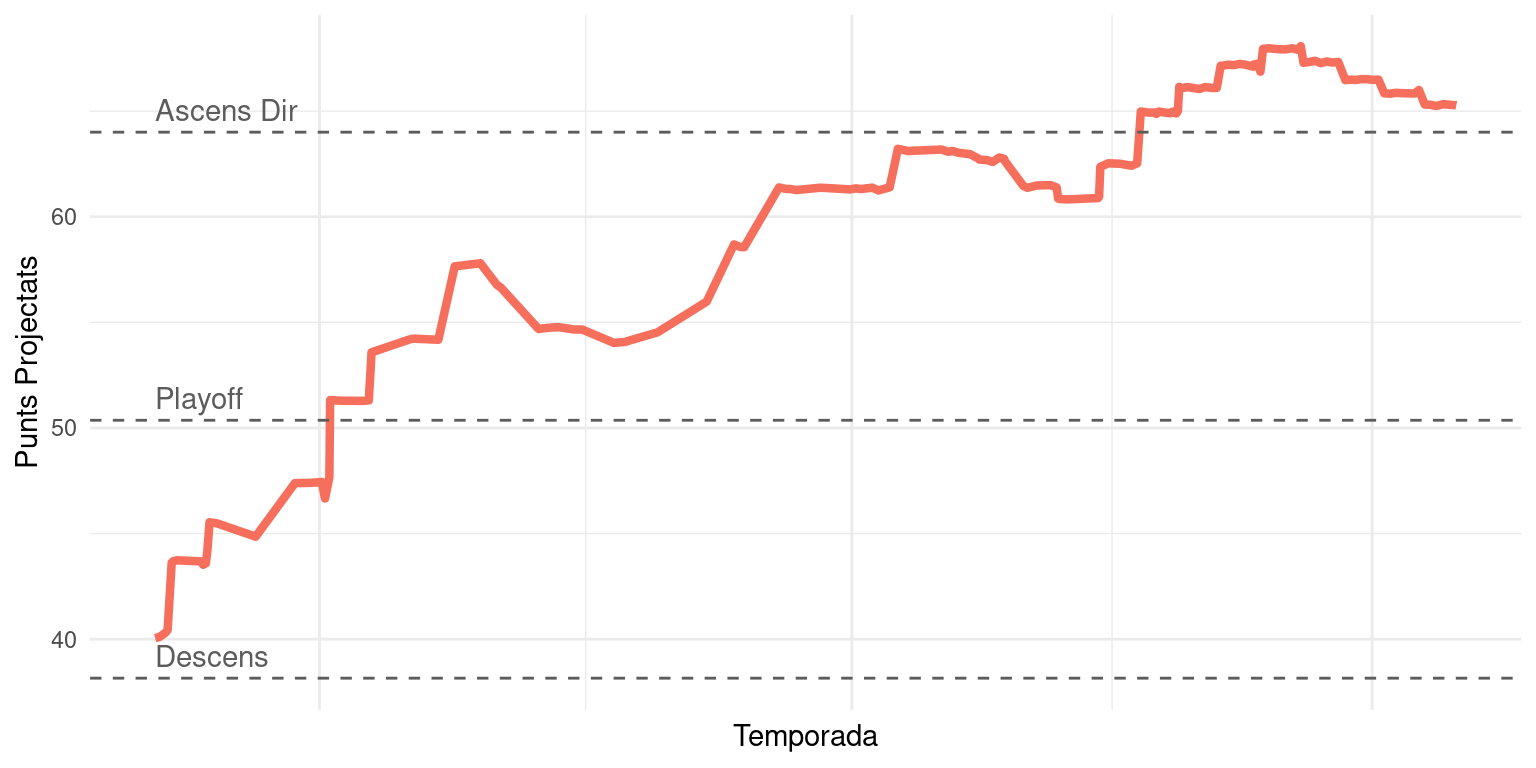 Ascens Dir
60
Playoff
50
40
Descens
Punts Projectats
Temporada